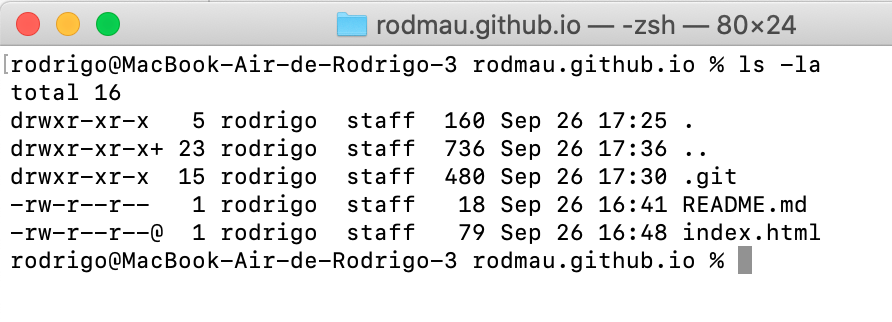 rodmau.github.io — -zsh — 80×24
rodrigo@MacBook-Air-de-Rodrigo-3 rodmau.github.io % ls -la
total 16
drwxr-xr-x   5 rodrigo  staff  160 Sep 26 17:25 .
drwxr-xr-x+ 23 rodrigo  staff  736 Sep 26 17:36 ..
drwxr-xr-x  15 rodrigo  staff  480 Sep 26 17:30 .git
-rw-r--r--   1 rodrigo  staff   18 Sep 26 16:41 README.md
-rw-r--r--@  1 rodrigo  staff   79 Sep 26 16:48 index.html
rodrigo@MacBook-Air-de-Rodrigo-3 rodmau.github.io %